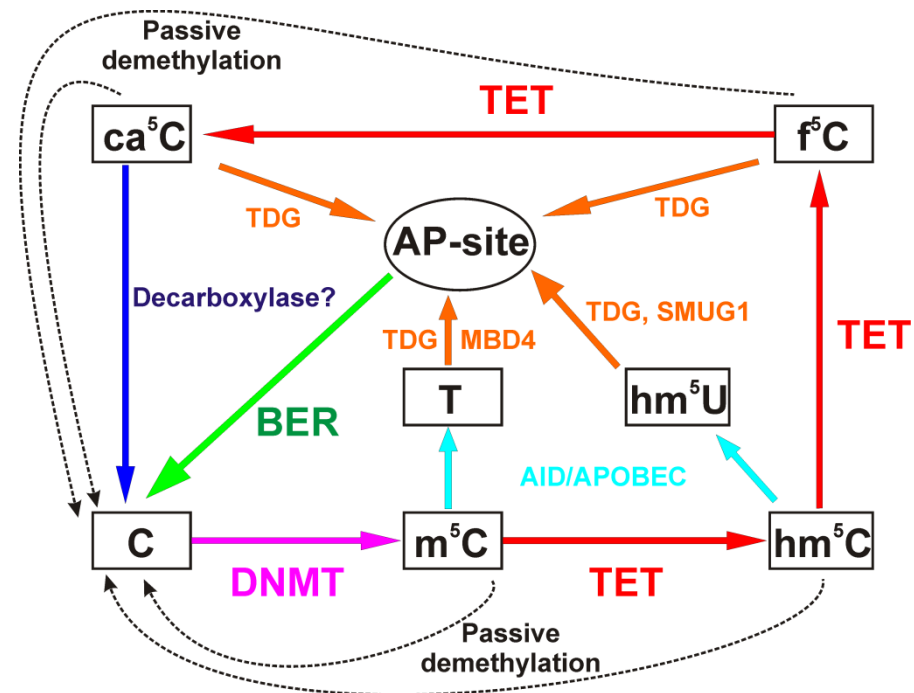 Passive
demethylation
TET
ca⁵C
f⁵C
TDG
TDG
AP-site
Decarboxylase?
TDG, SMUG1
TDG MBD4
TET
T
hm⁵U
BER
AID/APOBEC
C
m⁵C
hm⁵C
DNMT
TET
Passive
demethylation